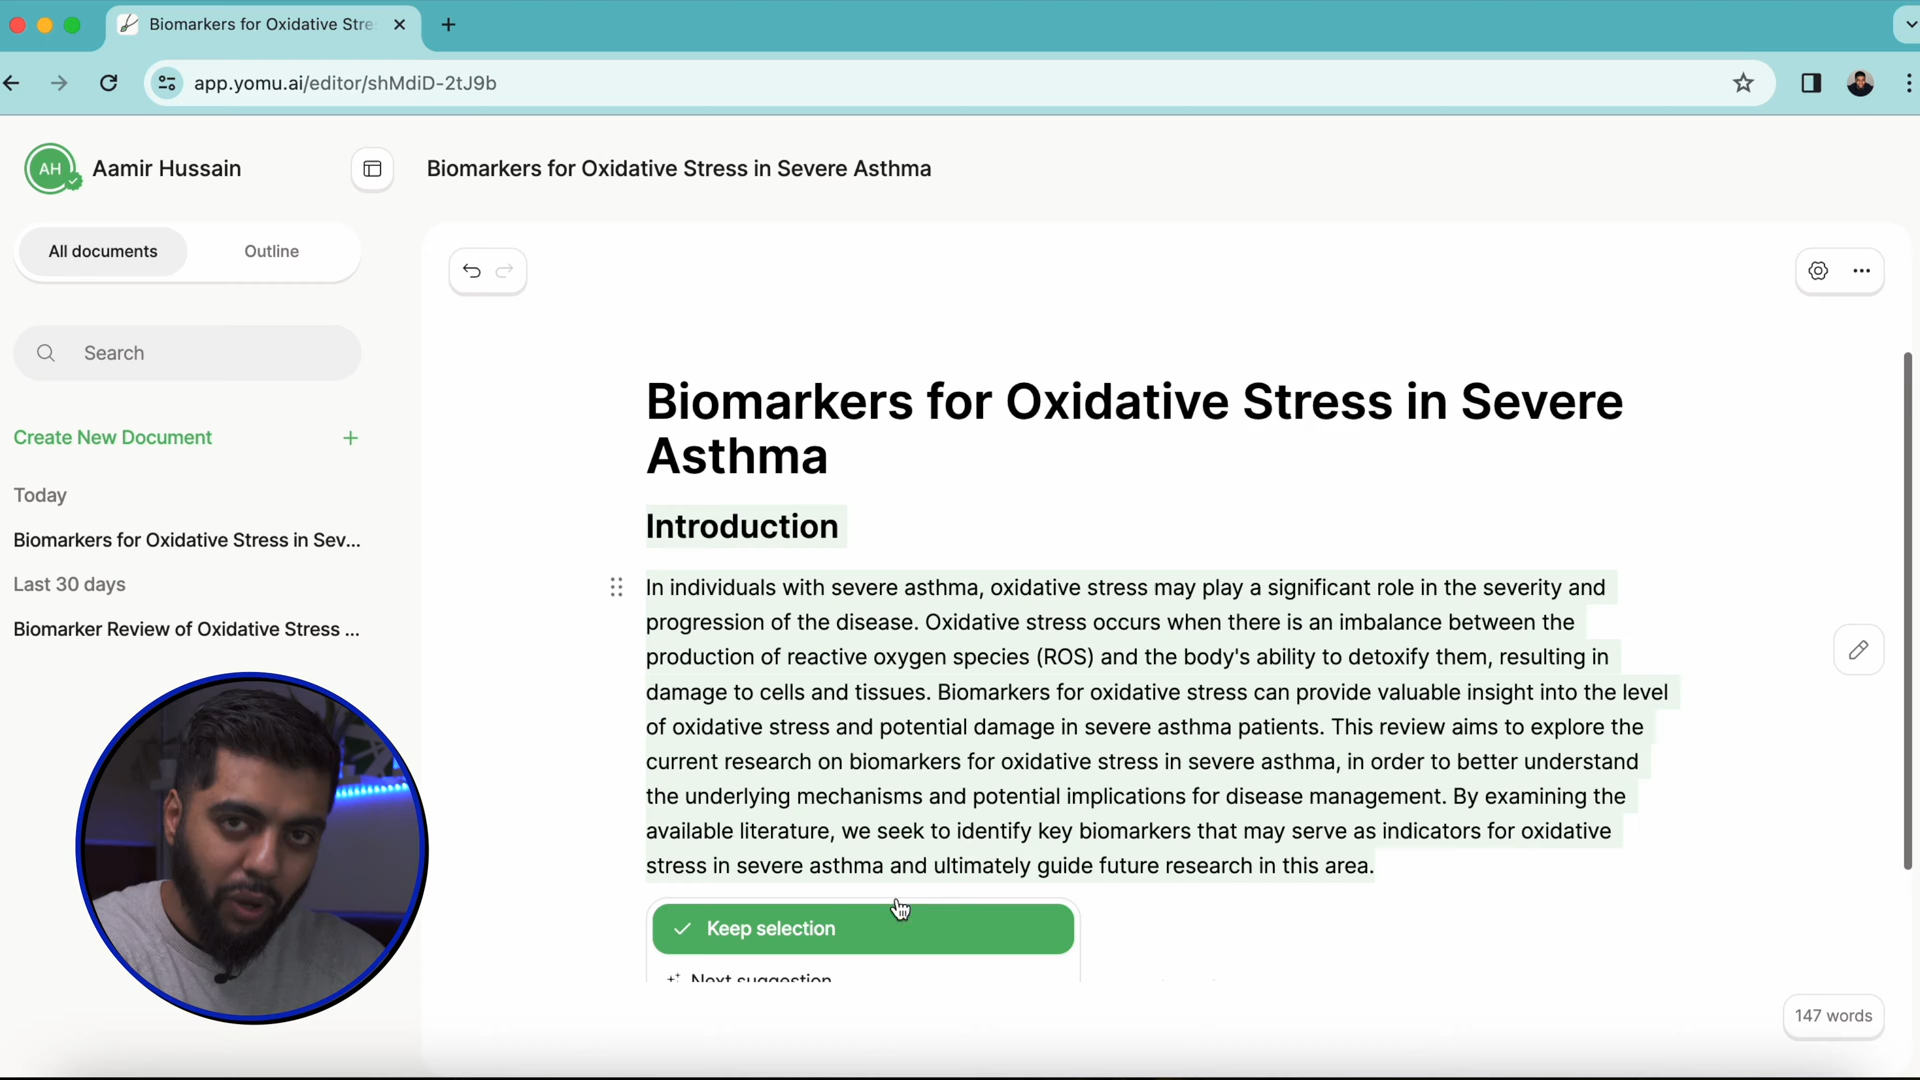 Biomarkers for Oxidative Stre
app.yomu.ai/editor/shMdiD-2tJ9b
AH
Aamir Hussain
Biomarkers for Oxidative Stress in Severe Asthma
All documents
Outline
Search
Create New Document +
Today
Biomarkers for Oxidative Stress in Sev...
Last 30 days
Biomarker Review of Oxidative Stress ...
Biomarkers for Oxidative Stress in Severe
Asthma
Introduction
In individuals with severe asthma, oxidative stress may play a significant role in the severity and
progression of the disease. Oxidative stress occurs when there is an imbalance between the
production of reactive oxygen species (ROS) and the body's ability to detoxify them, resulting in
damage to cells and tissues. Biomarkers for oxidative stress can provide valuable insight into the level
of oxidative stress and potential damage in severe asthma patients. This review aims to explore the
current research on biomarkers for oxidative stress in severe asthma, in order to better understand
the underlying mechanisms and potential implications for disease management. By examining the
available literature, we seek to identify key biomarkers that may serve as indicators for oxidative
stress in severe asthma and ultimately guide future research in this area.
Keep selection
Next suggestion
147 words